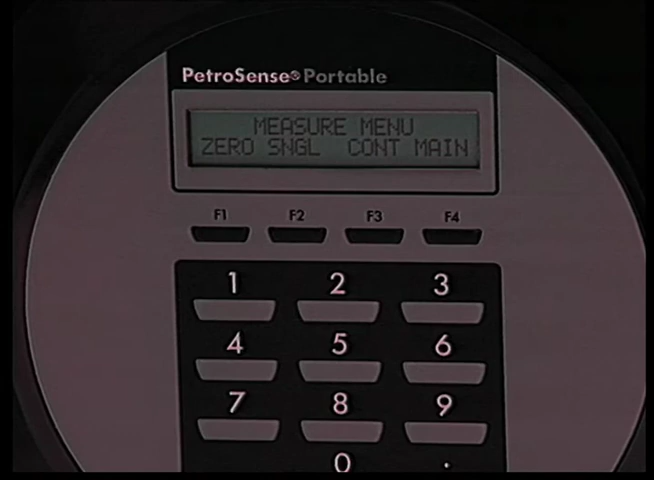 PetroSense® Portable
MEASURE MENU
ZERO SNGL CONT MAIN
F1 F2 F3 F4
1 2 3
4 5 6
7 8 9
0 .